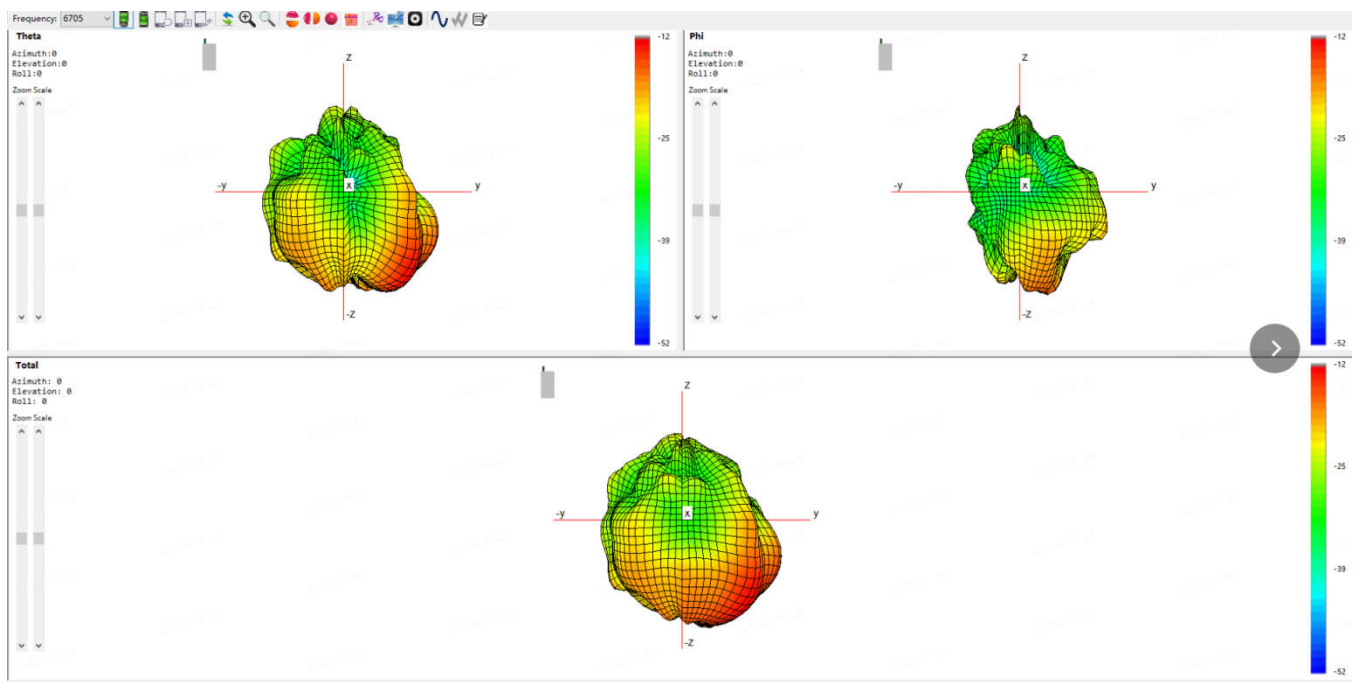 Frequency: 6705
Theta
Azimuth:0
Elevation:0
Roll:0
Zoom Scale
Z
-y
x
y
-Z
-12
-25
-39
-52
Phi
Azimuth:0
Elevation:0
Roll:0
Zoom Scale
Z
-y
x
y
-Z
-12
-25
-39
-52
Total
Azimuth: 0
Elevation: 0
Roll: 0
Zoom Scale
Z
-y
x
y
-Z
-12
-25
-39
-52